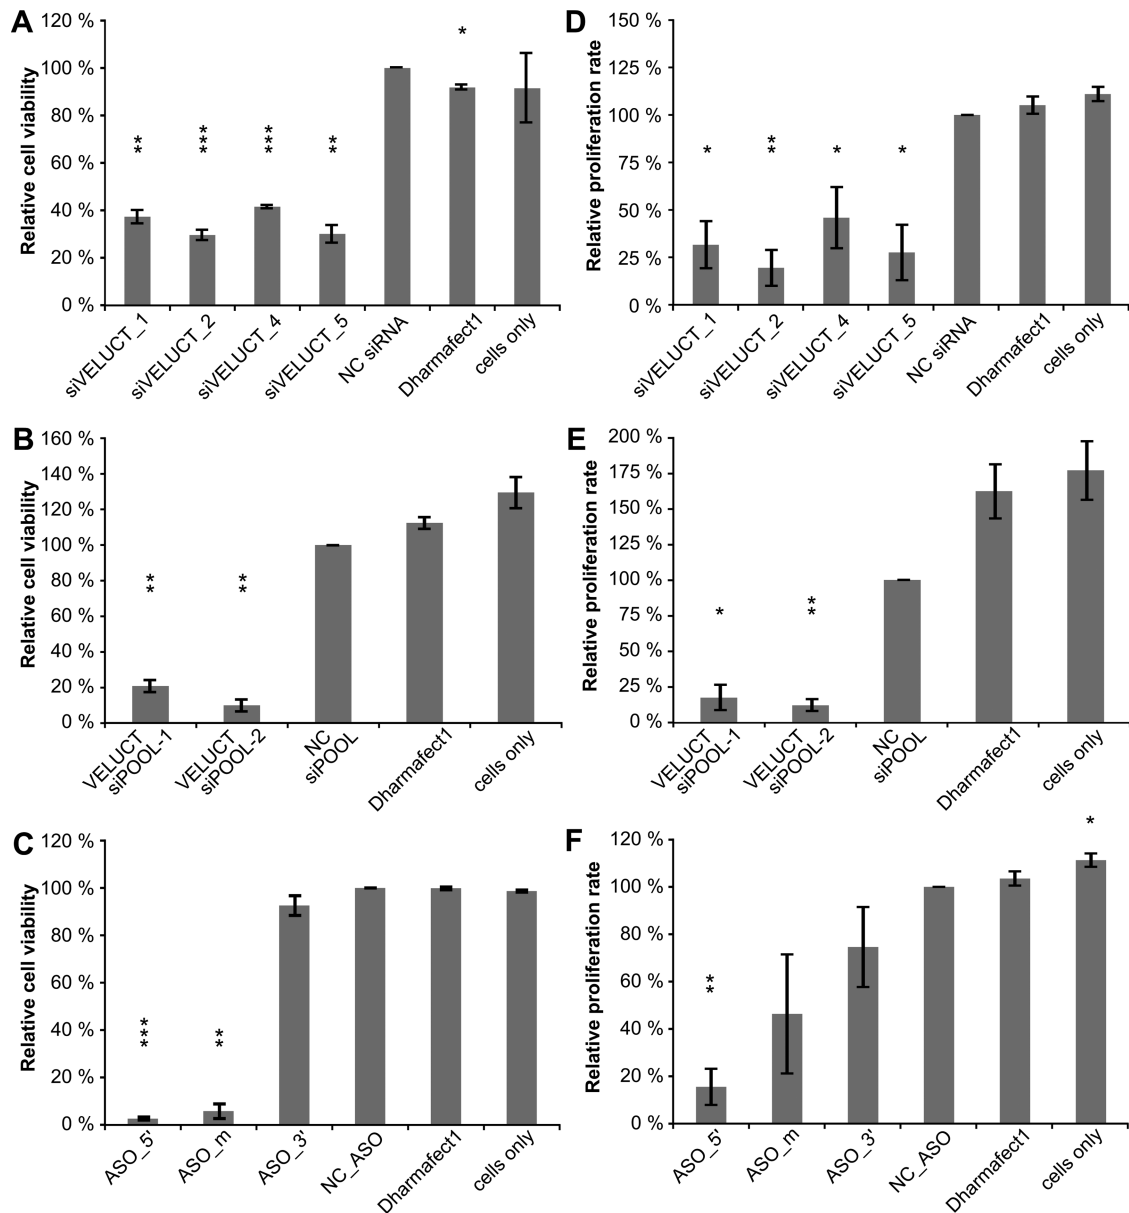 A
Relative cell viability
120 %
100 %
80 %
60 %
40 %
20 %
0 %
**
***
***
**
*
siVELUCT_1
siVELUCT_2
siVELUCT_4
siVELUCT_5
NC siRNA
Dharmafect1
cells only
D
Relative proliferation rate
150 %
125 %
100 %
75 %
50 %
25 %
0 %
*
**
*
*
siVELUCT_1
siVELUCT_2
siVELUCT_4
siVELUCT_5
NC siRNA
Dharmafect1
cells only
B
Relative cell viability
160 %
140 %
120 %
100 %
80 %
60 %
40 %
20 %
0 %
**
**
VELUCT
siPOOL-1
VELUCT
siPOOL-2
NC
siPOOL
Dharmafect1
cells only
E
Relative proliferation rate
200 %
175 %
150 %
125 %
100 %
75 %
50 %
25 %
0 %
*
**
VELUCT
siPOOL-1
VELUCT
siPOOL-2
NC
siPOOL
Dharmafect1
cells only
C
Relative cell viability
120 %
100 %
80 %
60 %
40 %
20 %
0 %
***
**
ASO_5'
ASO_m
ASO_3'
NC_ASO
Dharmafect1
cells only
F
Relative proliferation rate
120 %
100 %
80 %
60 %
40 %
20 %
0 %
**
*
ASO_5'
ASO_m
ASO_3'
NC_ASO
Dharmafect1
cells only